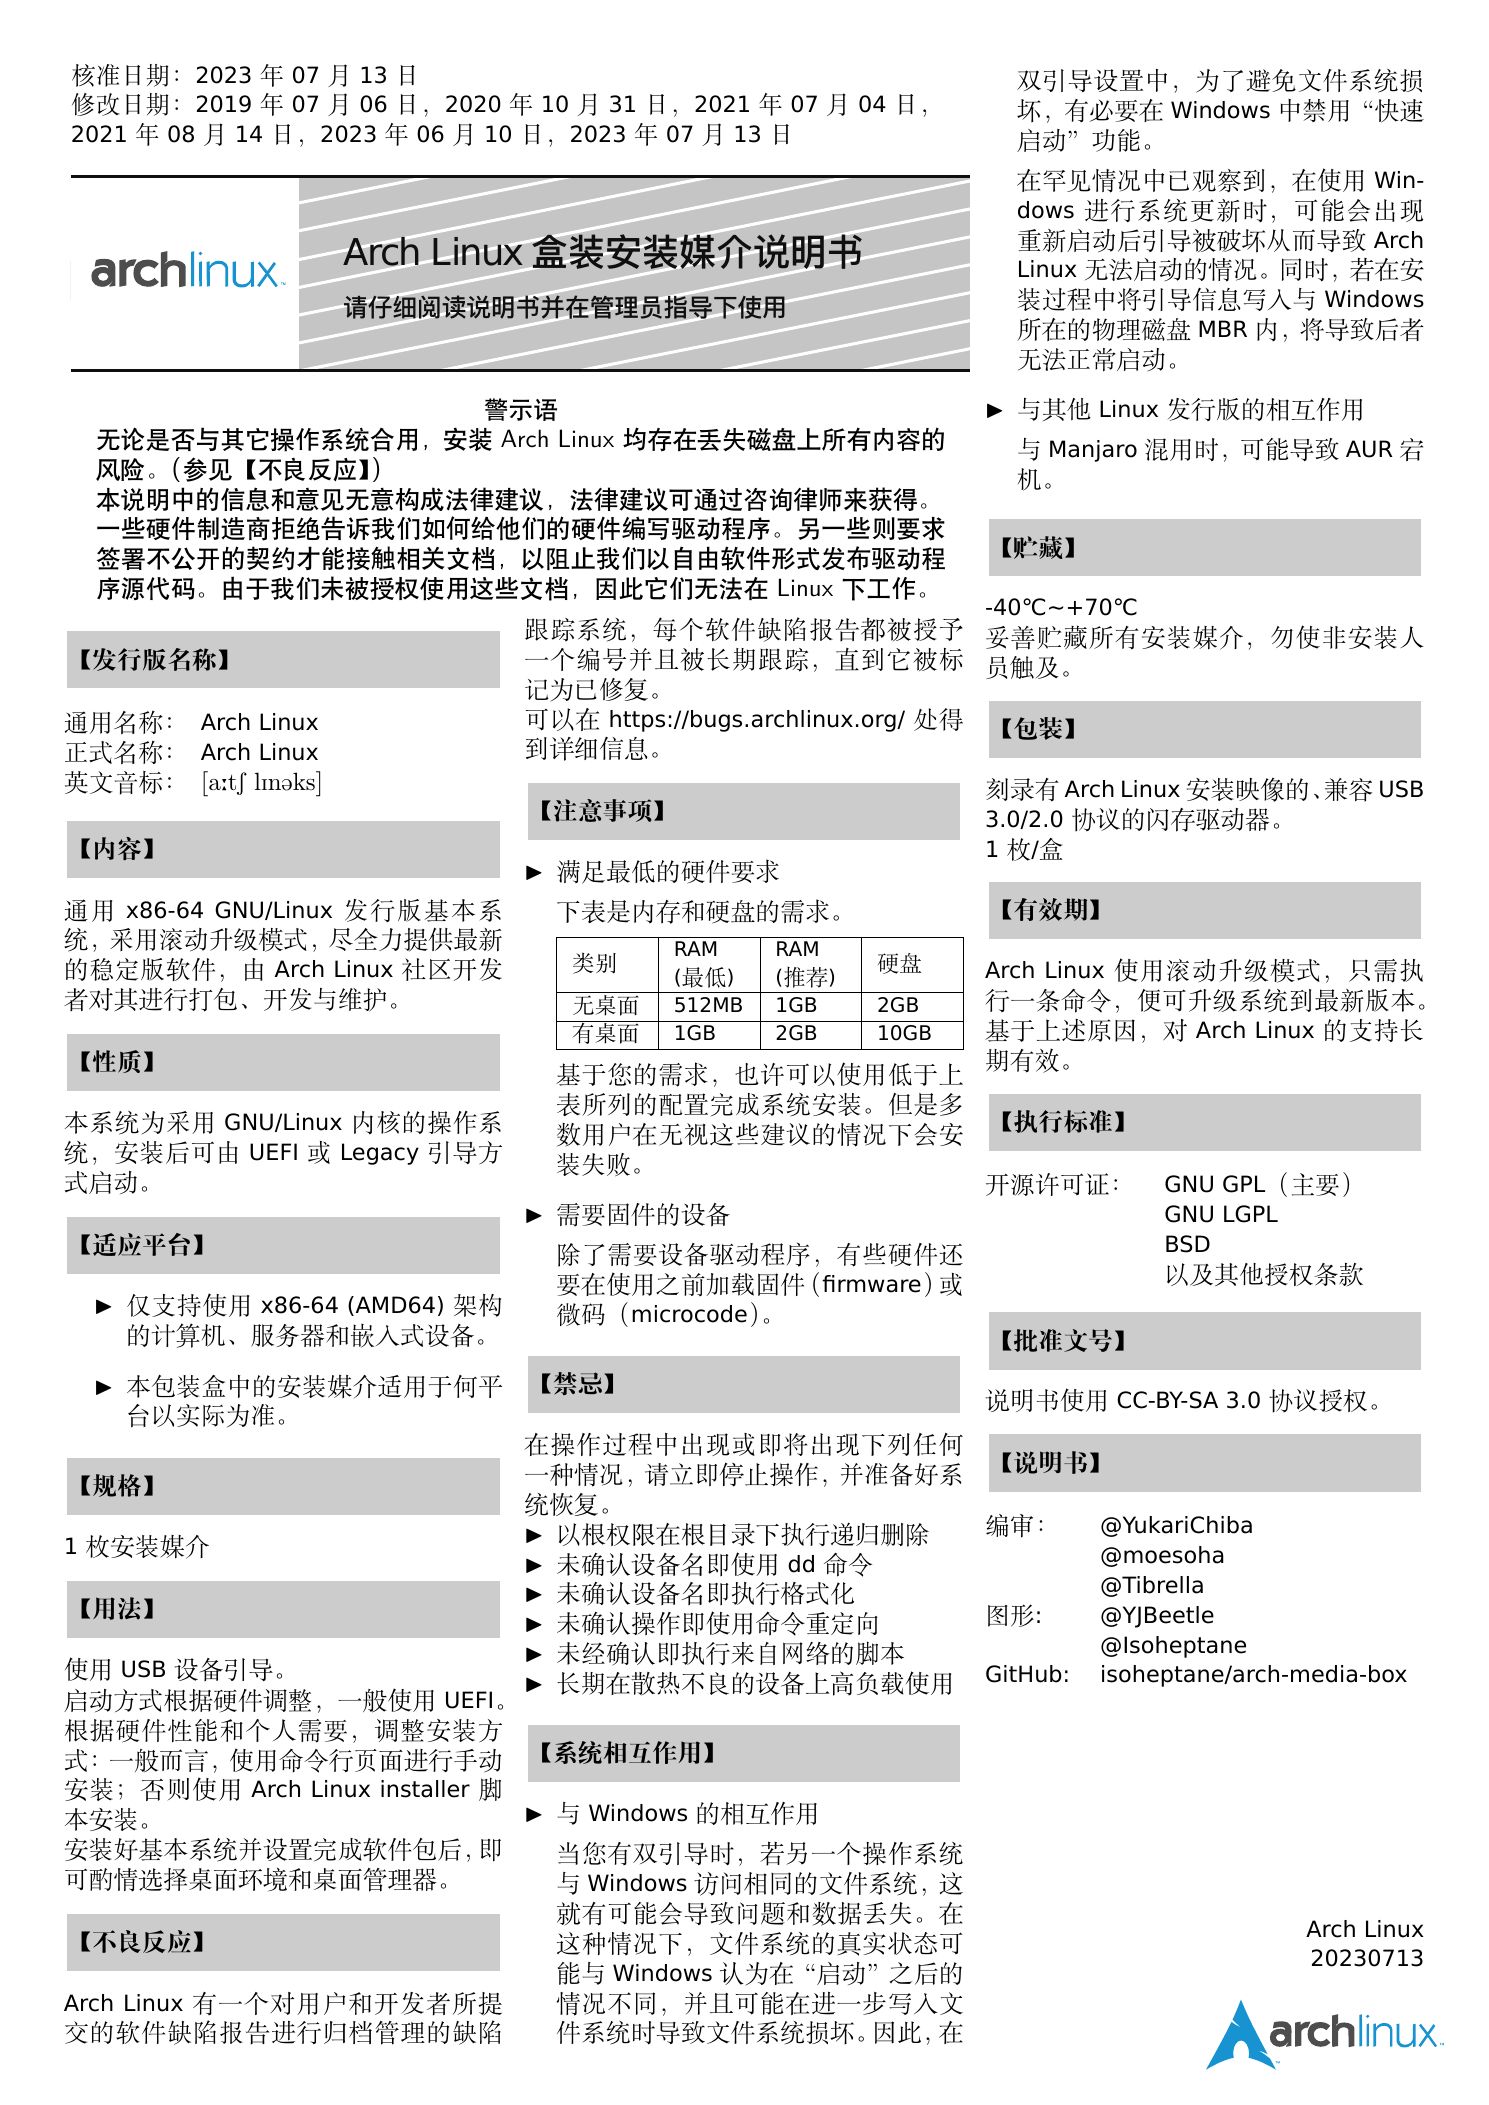 核准日期：2023 年 07 月 13 日
修改日期：2019 年 07 月 06 日，2020 年 10 月 31 日，2021 年 07 月 04 日，
2021 年 08 月 14 日，2023 年 06 月 10 日，2023 年 07 月 13 日
archlinux™
Arch Linux 盒装安装媒介说明书
请仔细阅读说明书并在管理员指导下使用
警示语
无论是否与其它操作系统合用，安装 Arch Linux 均存在丢失磁盘上所有内容的
风险。（参见【不良反应】）
本说明中的信息和意见无意构成法律建议，法律建议可通过咨询律师来获得。
一些硬件制造商拒绝告诉我们如何给他们的硬件编写驱动程序。另一些则要求
签署不公开的契约才能接触相关文档，以阻止我们以自由软件形式发布驱动程
序源代码。由于我们未被授权使用这些文档，因此它们无法在 Linux 下工作。
【发行版名称】
通用名称： Arch Linux
正式名称： Arch Linux
英文音标： [aːtʃ lɪnəks]
【内容】
通用 x86-64 GNU/Linux 发行版基本系
统，采用滚动升级模式，尽全力提供最新
的稳定版软件，由 Arch Linux 社区开发
者对其进行打包、开发与维护。
【性质】
本系统为采用 GNU/Linux 内核的操作系
统，安装后可由 UEFI 或 Legacy 引导方
式启动。
【适应平台】
► 仅支持使用 x86-64 (AMD64) 架构
的计算机、服务器和嵌入式设备。
► 本包装盒中的安装媒介适用于何平
台以实际为准。
【规格】
1 枚安装媒介
【用法】
使用 USB 设备引导。
启动方式根据硬件调整，一般使用 UEFI。
根据硬件性能和个人需要，调整安装方
式：一般而言，使用命令行页面进行手动
安装；否则使用 Arch Linux installer 脚
本安装。
安装好基本系统并设置完成软件包后，即
可酌情选择桌面环境和桌面管理器。
【不良反应】
Arch Linux 有一个对用户和开发者所提
交的软件缺陷报告进行归档管理的缺陷
跟踪系统，每个软件缺陷报告都被授予
一个编号并且被长期跟踪，直到它被标
记为已修复。
可以在 https://bugs.archlinux.org/ 处得
到详细信息。
【注意事项】
► 满足最低的硬件要求
下表是内存和硬盘的需求。
类别 RAM (最低) RAM (推荐) 硬盘
无桌面 512MB 1GB 2GB
有桌面 1GB 2GB 10GB
基于您的需求，也许可以使用低于上
表所列的配置完成系统安装。但是多
数用户在无视这些建议的情况下会安
装失败。
► 需要固件的设备
除了需要设备驱动程序，有些硬件还
要在使用之前加载固件（firmware）或
微码（microcode）。
【禁忌】
在操作过程中出现或即将出现下列任何
一种情况，请立即停止操作，并准备好系
统恢复。
► 以根权限在根目录下执行递归删除
► 未确认设备名即使用 dd 命令
► 未确认设备名即执行格式化
► 未确认操作即使用命令重定向
► 未经确认即执行来自网络的脚本
► 长期在散热不良的设备上高负载使用
【系统相互作用】
► 与 Windows 的相互作用
当您有双引导时，若另一个操作系统
与 Windows 访问相同的文件系统，这
就有可能会导致问题和数据丢失。在
这种情况下，文件系统的真实状态可
能与 Windows 认为在“启动”之后的
情况不同，并且可能在进一步写入文
件系统时导致文件系统损坏。因此，在
双引导设置中，为了避免文件系统损
坏，有必要在 Windows 中禁用“快速
启动”功能。
在罕见情况中已观察到，在使用 Win-
dows 进行系统更新时，可能会出现
重新启动后引导被破坏从而导致 Arch
Linux 无法启动的情况。同时，若在安
装过程中将引导信息写入与 Windows
所在的物理磁盘 MBR 内，将导致后者
无法正常启动。
► 与其他 Linux 发行版的相互作用
与 Manjaro 混用时，可能导致 AUR 宕
机。
【贮藏】
-40℃~+70℃
妥善贮藏所有安装媒介，勿使非安装人
员触及。
【包装】
刻录有 Arch Linux 安装映像的、兼容 USB
3.0/2.0 协议的闪存驱动器。
1 枚/盒
【有效期】
Arch Linux 使用滚动升级模式，只需执
行一条命令，便可升级系统到最新版本。
基于上述原因，对 Arch Linux 的支持长
期有效。
【执行标准】
开源许可证： GNU GPL（主要）
GNU LGPL
BSD
以及其他授权条款
【批准文号】
说明书使用 CC-BY-SA 3.0 协议授权。
【说明书】
编审： @YukariChiba
@moesoha
@Tibrella
图形: @YJBeetle
@Isoheptane
GitHub: isoheptane/arch-media-box
Arch Linux
20230713
archlinux™